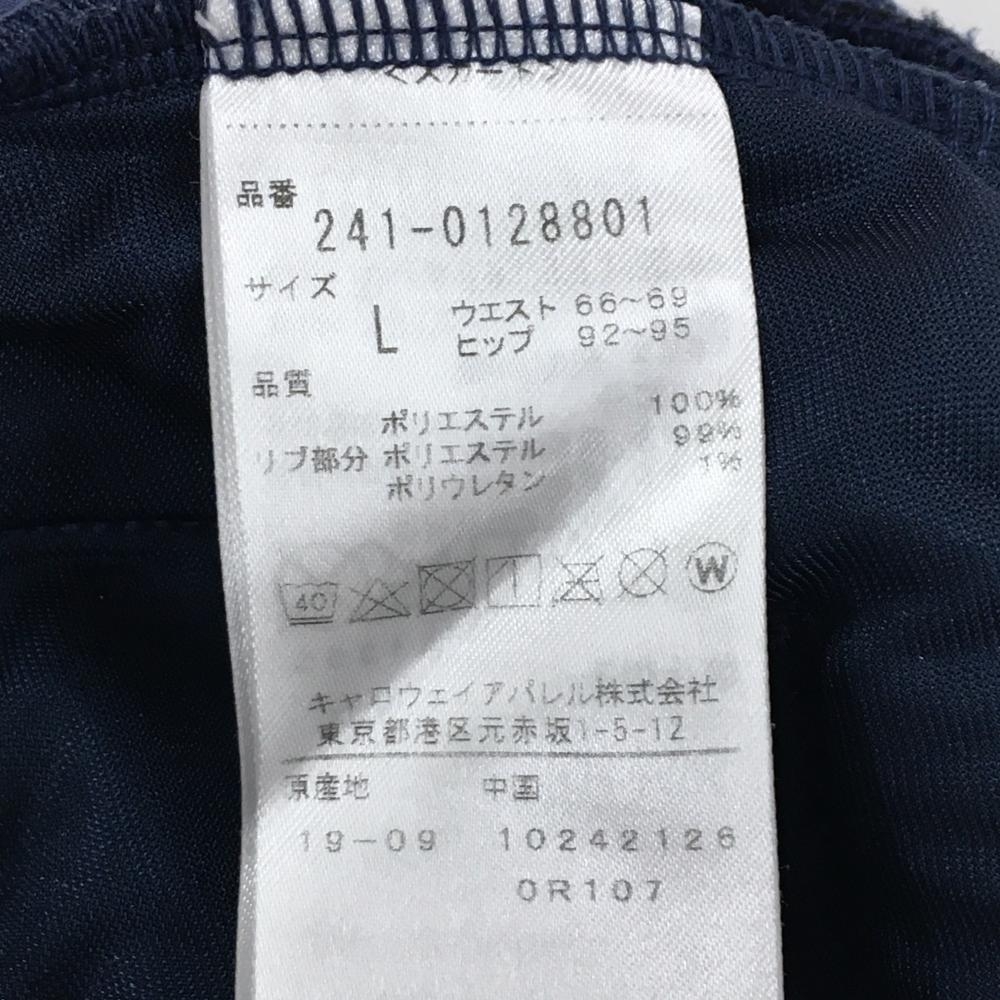 品番
241-0128801
サイズ
L ウエスト 66～69
ヒップ 92～95
品質
ポリエステル 100%
リブ部分 ポリエステル 99%
ポリウレタン 1%
40 W
キャロウェイアパレル株式会社
東京都港区元赤坂1-5-12
原産地 中国
19-09 10242126
0R107